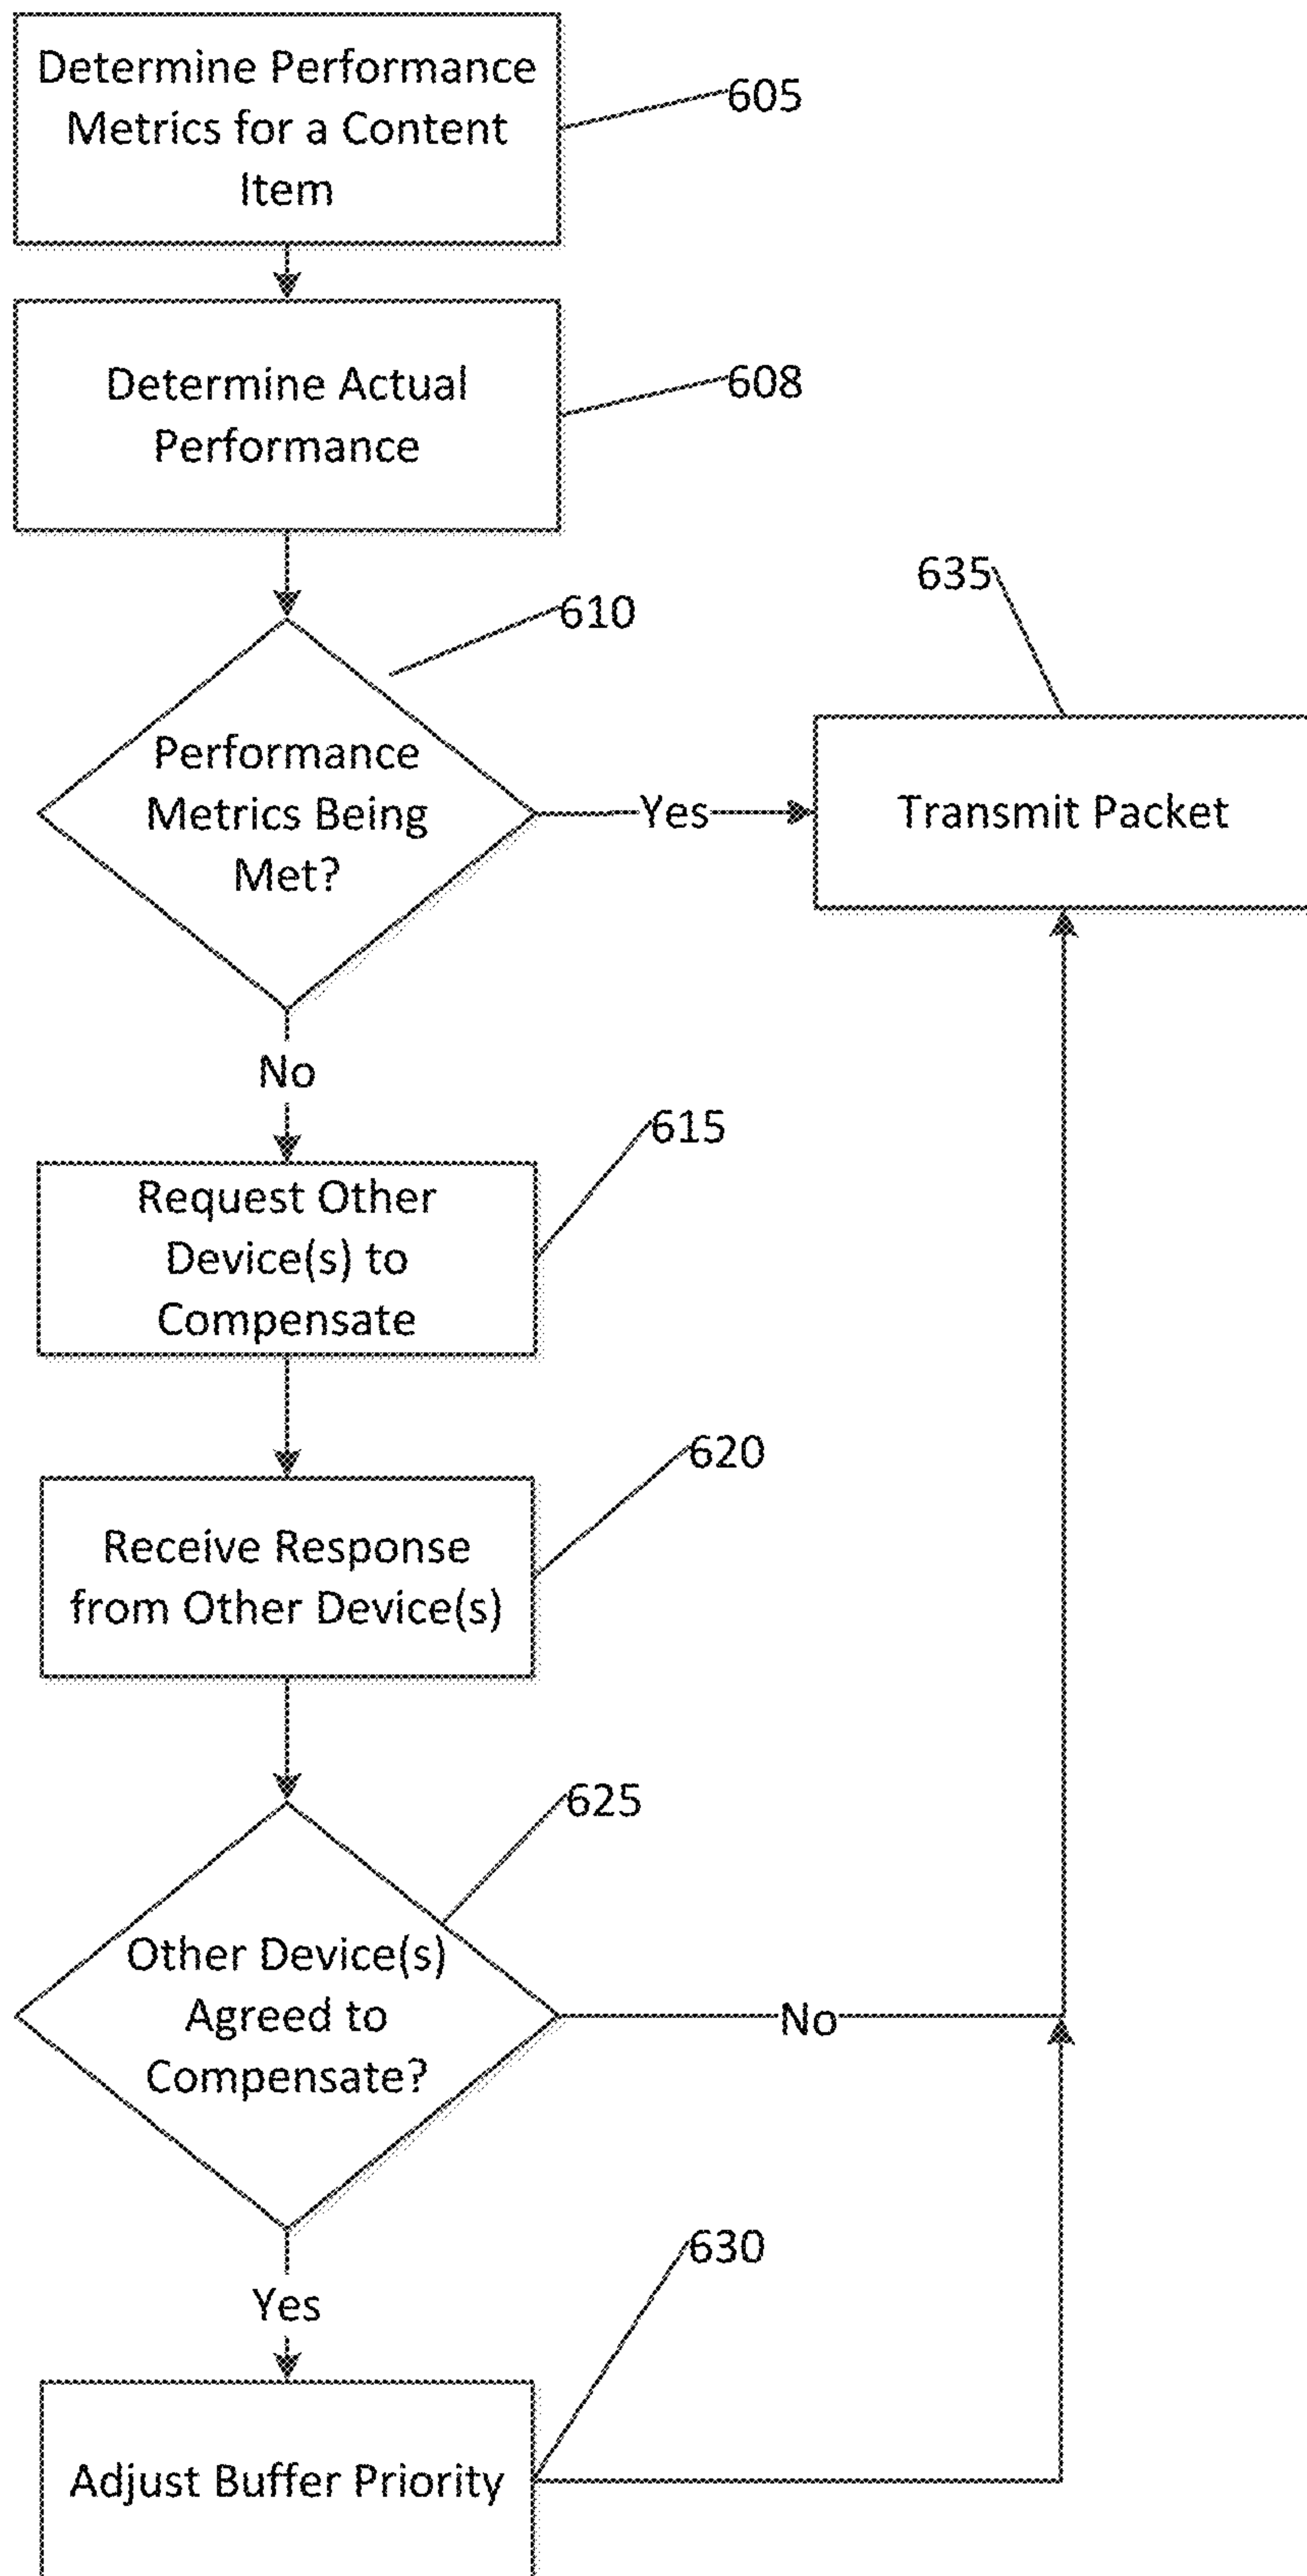 Determine Performance
Metrics for a Content
Item
605
Determine Actual
Performance
608
610
635
Performance
Metrics Being
Met?
Yes
Transmit Packet
No
615
Request Other
Device(s) to
Compensate
620
Receive Response
from Other Device(s)
625
Other Device(s)
Agreed to
Compensate?
No
630
Yes
Adjust Buffer Priority